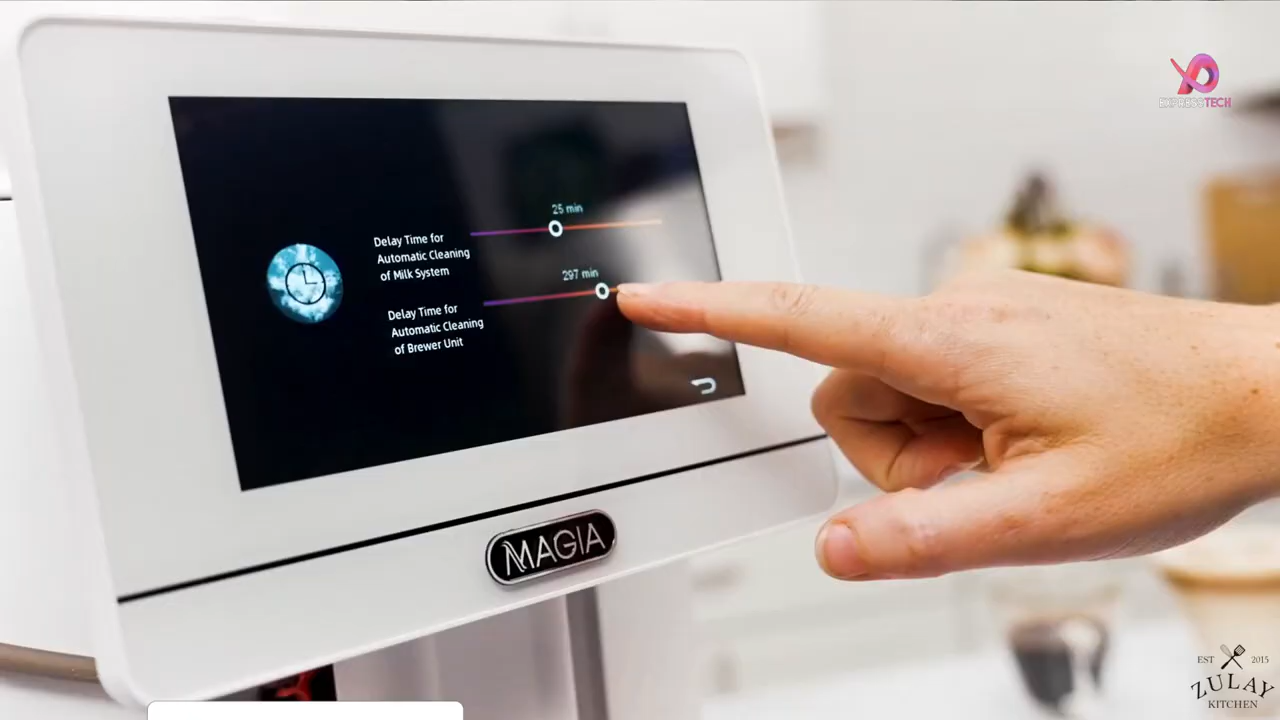 EXPRESSTECH
25 min
Delay Time for
Automatic Cleaning
of Milk System
297 min
Delay Time for
Automatic Cleaning
of Brewer Unit
MAGIA
EST 2015
ZULAY
KITCHEN